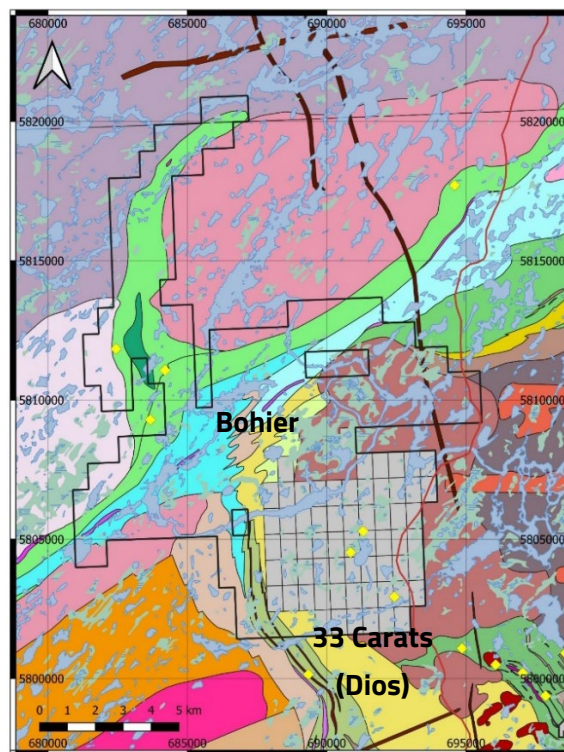 680000 685000 690000 695000
5820000 5820000
5815000 5815000
5810000 5810000
Bohier
5805000 5805000
33 Carats
(Dios)
5800000 5800000
0 1 2 3 4 5 km
680000 685000 690000 695000